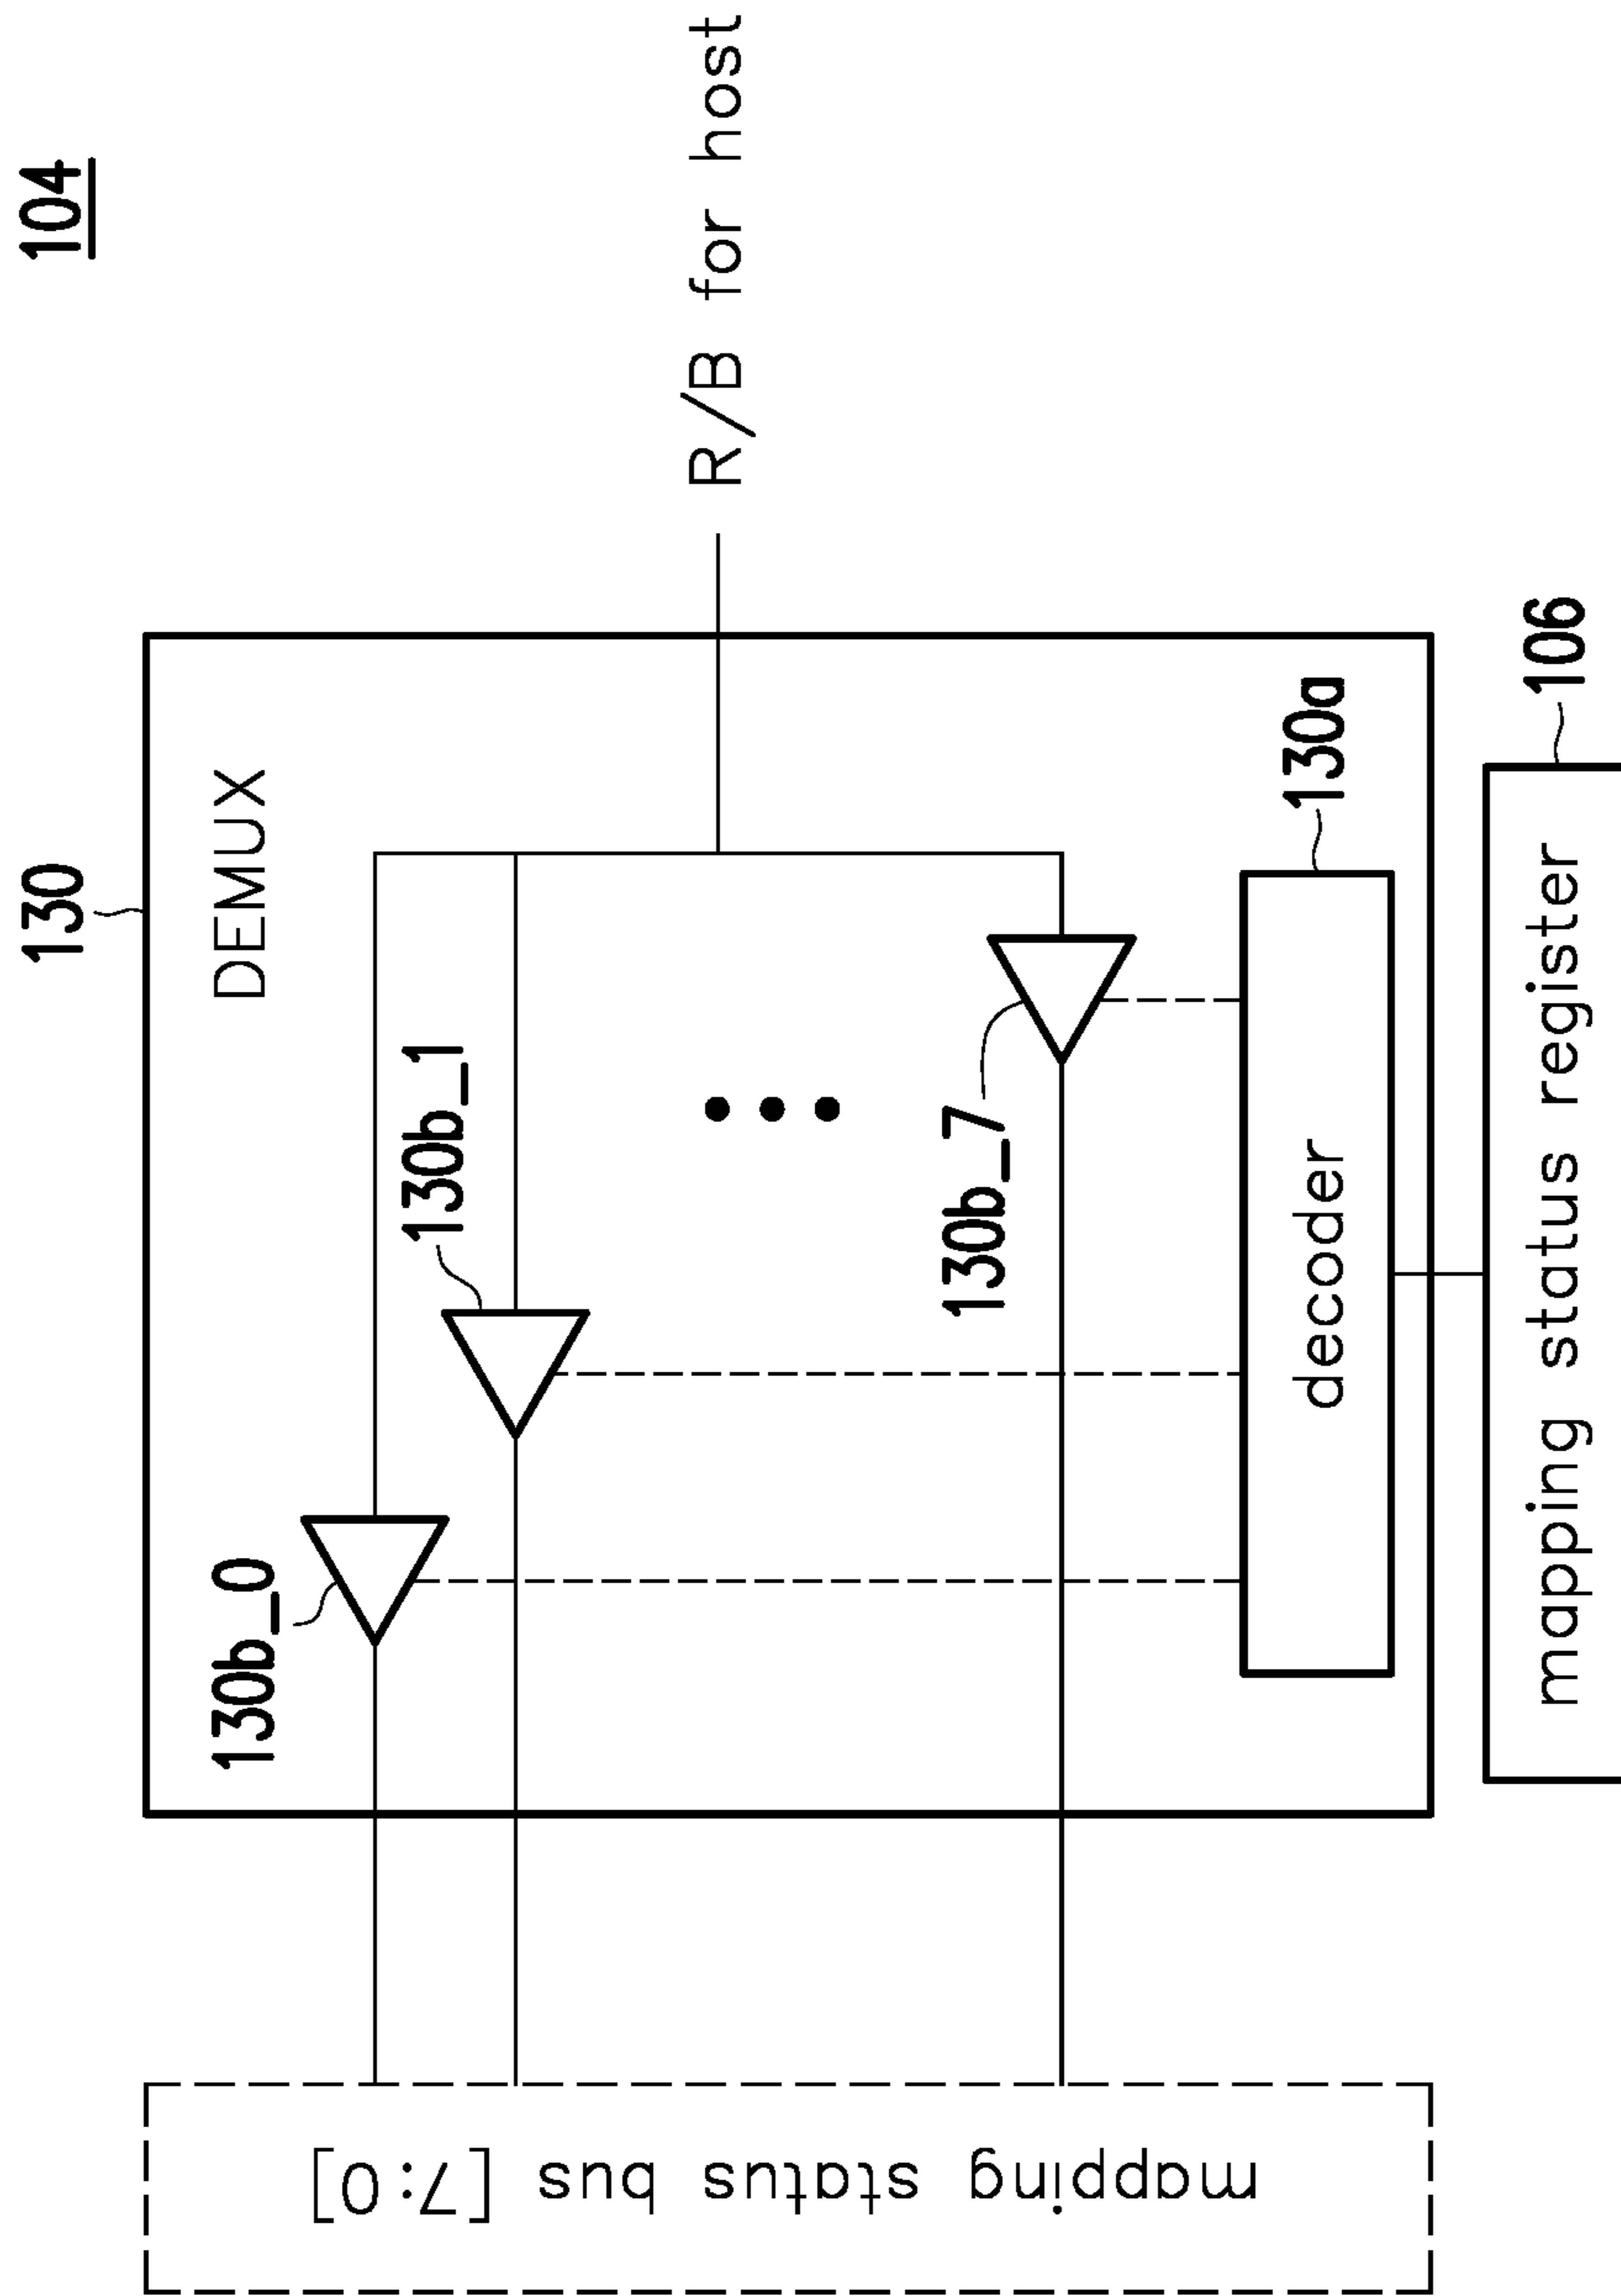 104
130
DEMUX
130b_0
130b_1
130b_7
R/B for host
mapping status bus [7:0]
decoder
130a
mapping status register
106